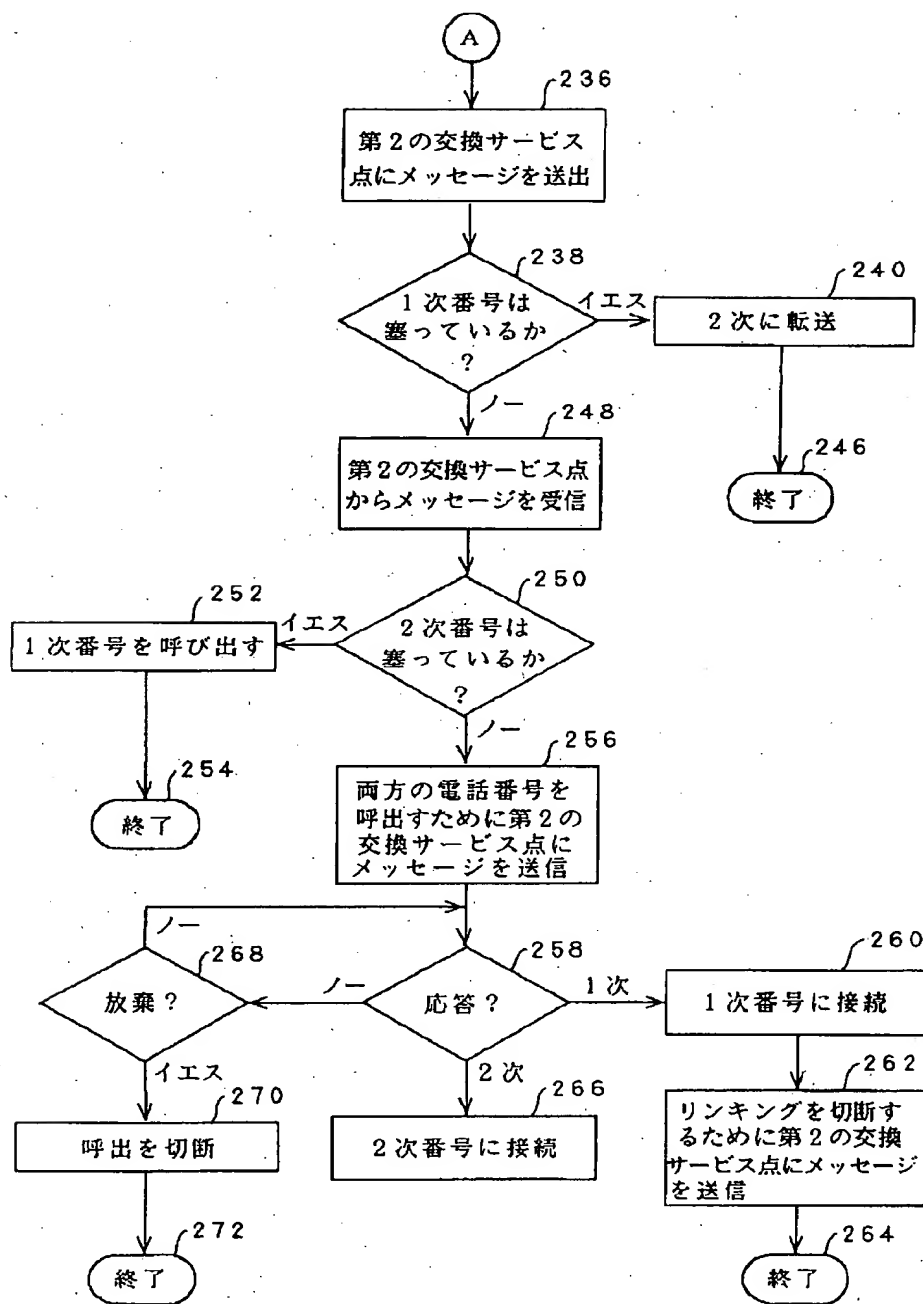 A
236
第2の交換サービス
点にメッセージを送出
238
1次番号は
塞っているか
?
イエス
240
2次に転送
246
終了
ノー
248
第2の交換サービス点
からメッセージを受信
250
2次番号は
塞っているか
?
イエス
252
1次番号を呼び出す
254
終了
ノー
256
両方の電話番号を
呼出すために第2の
交換サービス点に
メッセージを送信
258
応答?
ノー
268
放棄?
ノー
イエス
270
呼出を切断
272
終了
2次
266
2次番号に接続
1次
260
1次番号に接続
262
リンキングを切断す
るために第2の交換
サービス点にメッセージ
を送信
264
終了